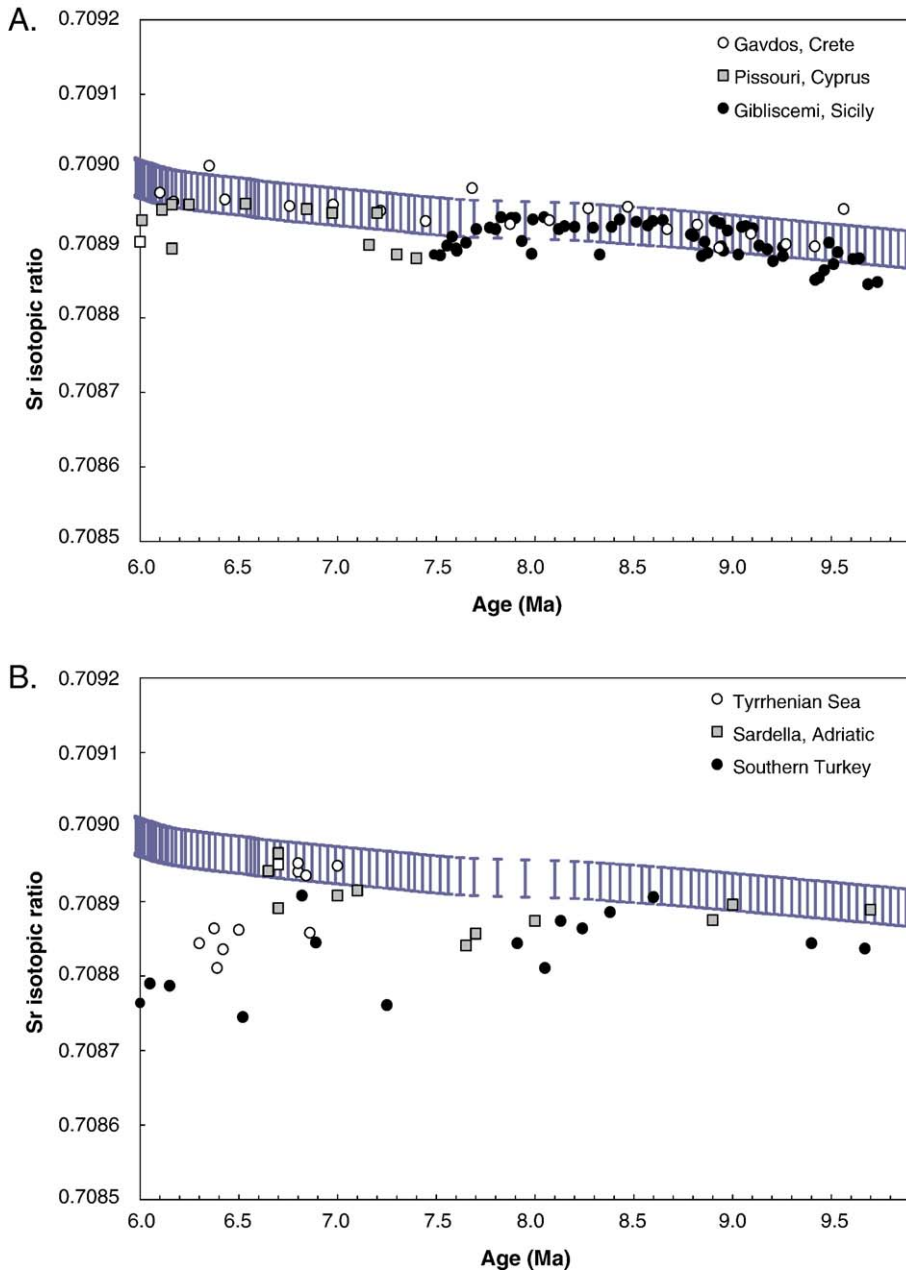 A.
0.7092
0.7091
0.7090
0.7089
0.7088
0.7087
0.7086
0.7085
Sr isotopic ratio
Gavdos, Crete
Pissouri, Cyprus
Gibliscemi, Sicily
6.0 6.5 7.0 7.5 8.0 8.5 9.0 9.5
Age (Ma)
B.
0.7092
0.7091
0.7090
0.7089
0.7088
0.7087
0.7086
0.7085
Sr isotopic ratio
Tyrrhenian Sea
Sardella, Adriatic
Southern Turkey
6.0 6.5 7.0 7.5 8.0 8.5 9.0 9.5
Age (Ma)